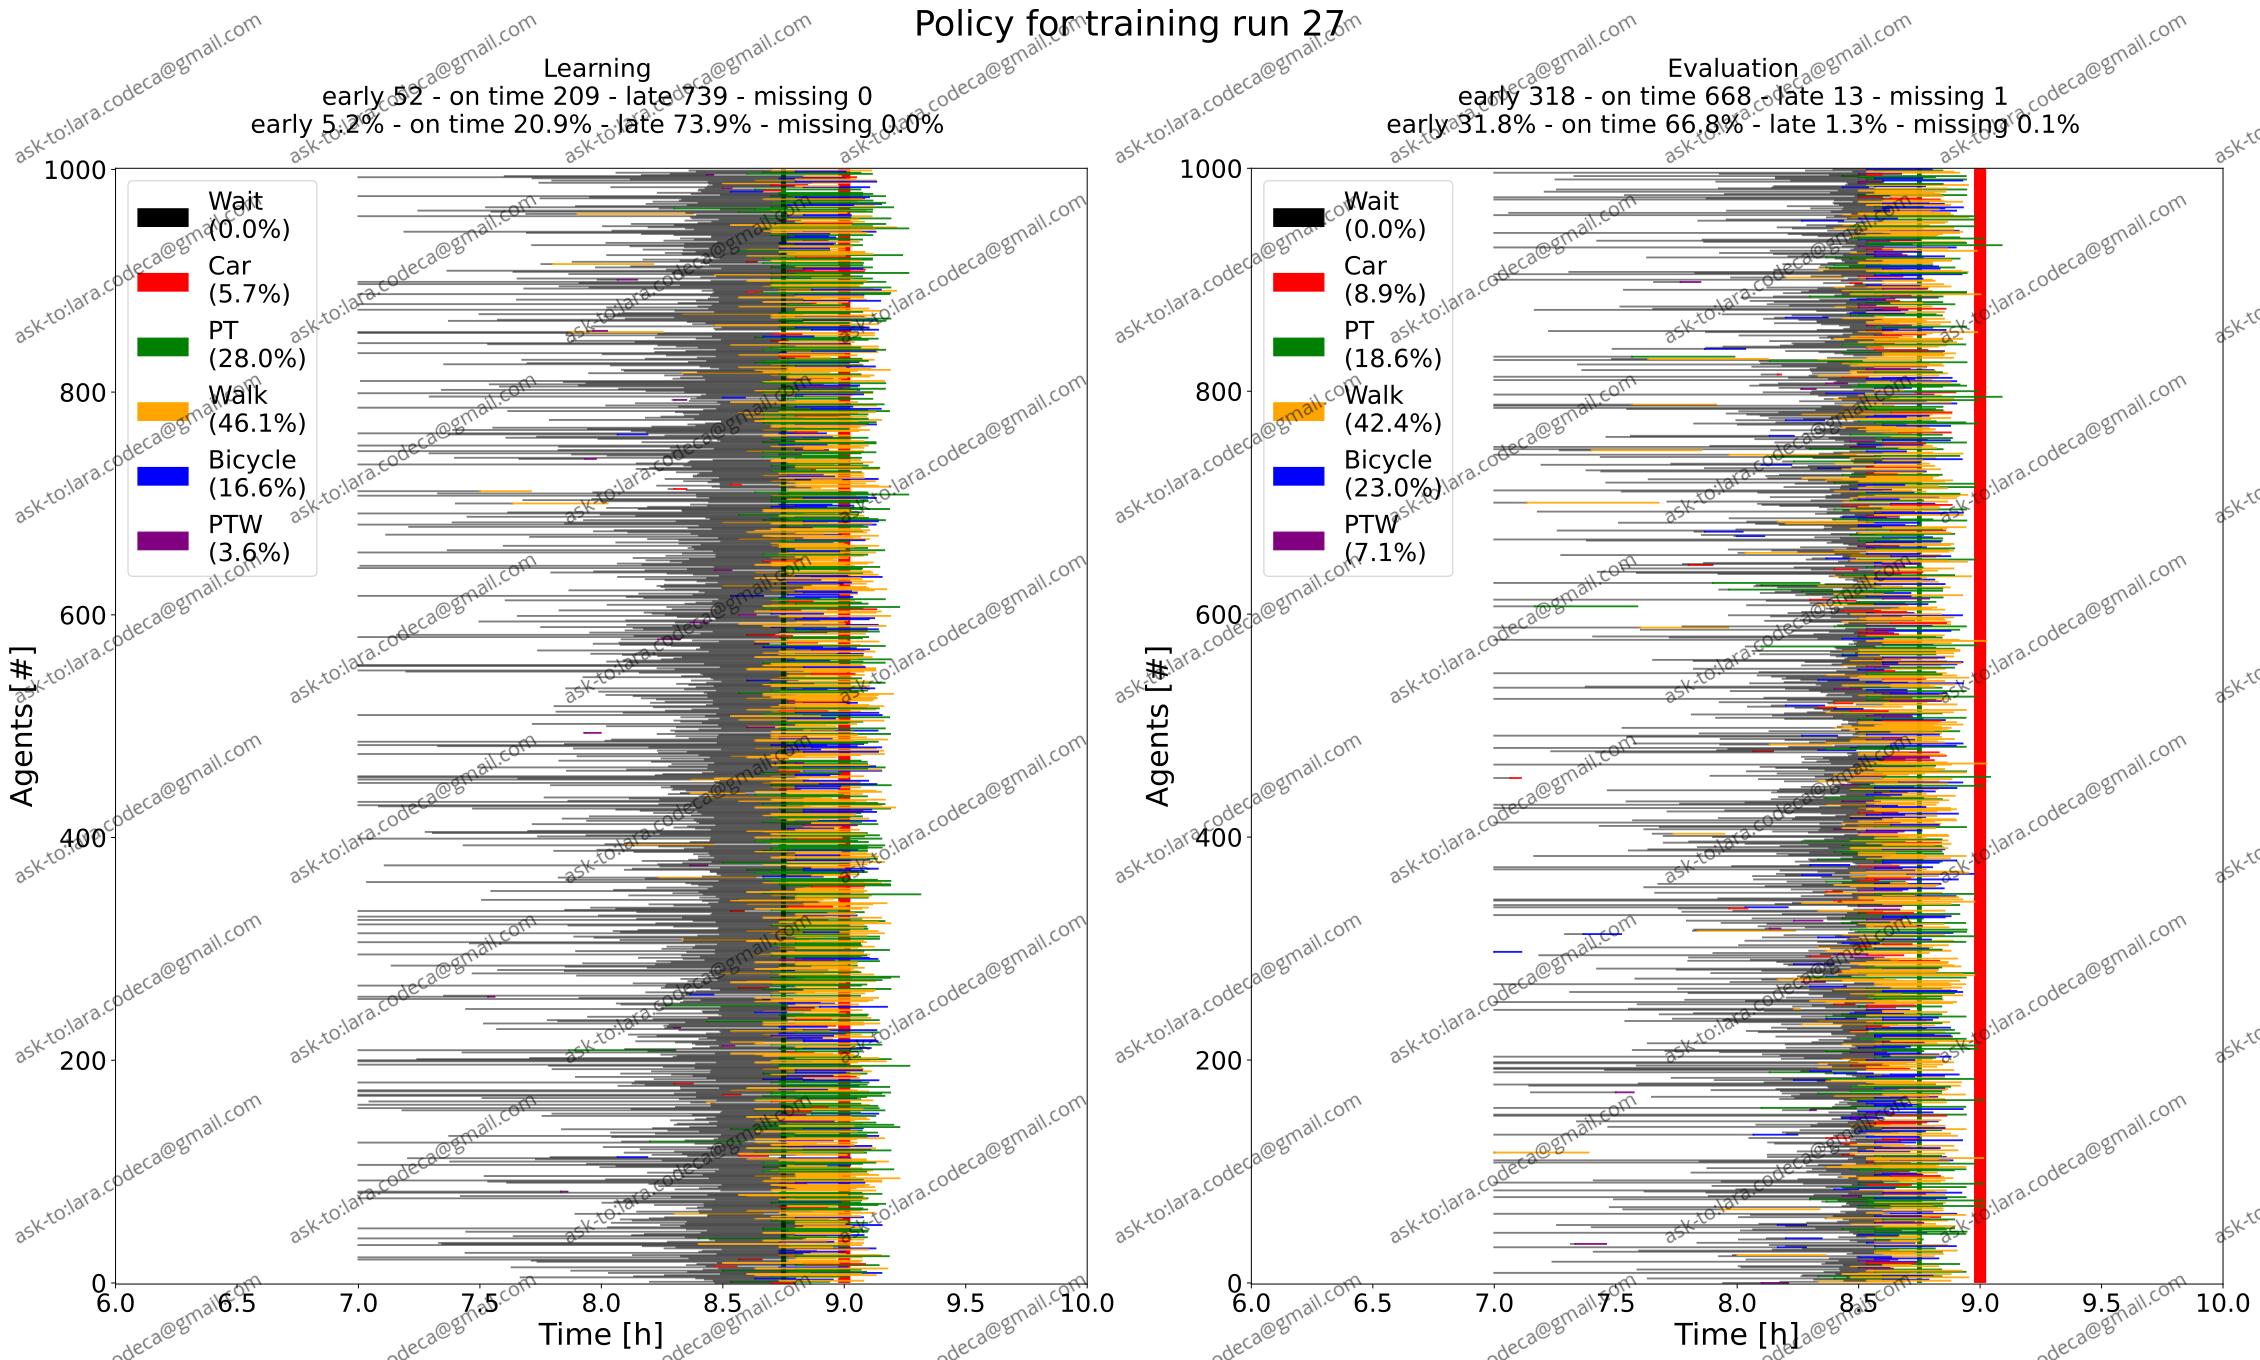 Policy for training run 27
Learning
early 52 - on time 209 - late 739 - missing 0
early 5.2% - on time 20.9% - late 73.9% - missing 0.0%
1000
800
600
400
200
0
Agents [#]
Wait
(0.0%)
Car
(5.7%)
PT
(28.0%)
Walk
(46.1%)
Bicycle
(16.6%)
PTW
(3.6%)
6.0 6.5 7.0 7.5 8.0 8.5 9.0 9.5 10.0
Time [h]
Evaluation
early 318 - on time 668 - late 13 - missing 1
early 31.8% - on time 66.8% - late 1.3% - missing 0.1%
1000
800
600
400
200
0
Agents [#]
Wait
(0.0%)
Car
(8.9%)
PT
(18.6%)
Walk
(42.4%)
Bicycle
(23.0%)
PTW
(7.1%)
6.0 6.5 7.0 7.5 8.0 8.5 9.0 9.5 10.0
Time [h]
ask-to:lara.codeca@gmail.com